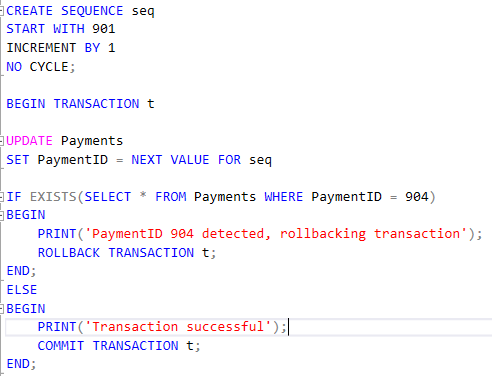 CREATE SEQUENCE seq
START WITH 901
INCREMENT BY 1
NO CYCLE;
BEGIN TRANSACTION t
UPDATE Payments
SET PaymentID = NEXT VALUE FOR seq
IF EXISTS(SELECT * FROM Payments WHERE PaymentID = 904)
BEGIN
    PRINT('PaymentID 904 detected, rollbacking transaction');
    ROLLBACK TRANSACTION t;
END;
ELSE
BEGIN
    PRINT('Transaction successful');
    COMMIT TRANSACTION t;
END;